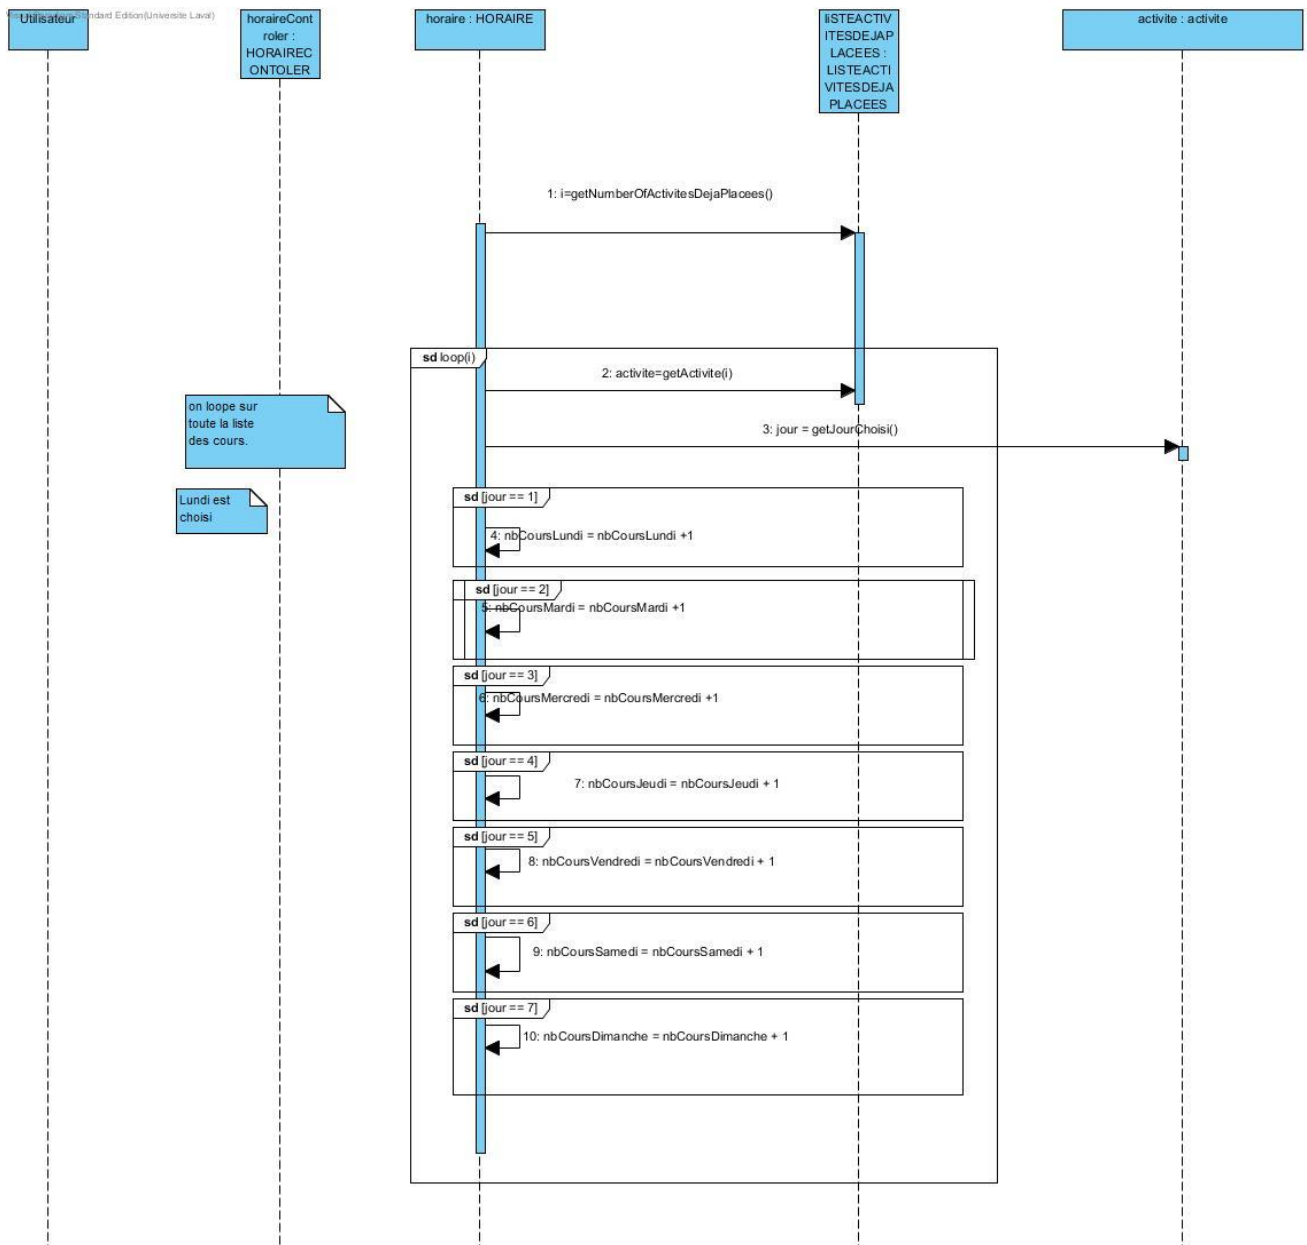 Utilisateur
Standard Edition(Universite Laval)
horaireCont
roler :
HORAIREC
ONTOLER
horaire : HORAIRE
liSTEACTIV
ITESDEJAP
LACEES :
LISTEACTI
VITESDEJA
PLACEES
activite : activite
1: i=getNumberOfActivitesDejaPlacees()
sd loop(i)
2: activite=getActivite(i)
on loope sur
toute la liste
des cours.
3: jour = getJourChoisi()
Lundi est
choisi
sd [jour == 1]
4: nbCoursLundi = nbCoursLundi +1
sd [jour == 2]
5: nbCoursMardi = nbCoursMardi +1
sd [jour == 3]
6: nbCoursMercredi = nbCoursMercredi +1
sd [jour == 4]
7: nbCoursJeudi = nbCoursJeudi + 1
sd [jour == 5]
8: nbCoursVendredi = nbCoursVendredi + 1
sd [jour == 6]
9: nbCoursSamedi = nbCoursSamedi + 1
sd [jour == 7]
10: nbCoursDimanche = nbCoursDimanche + 1